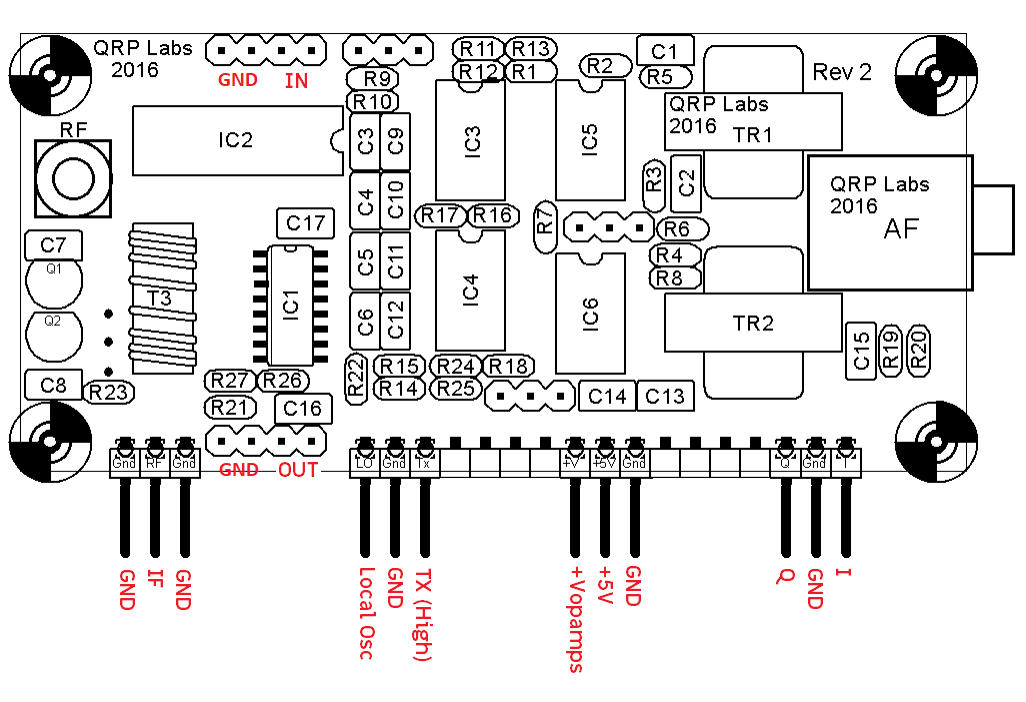 QRP Labs
2016
GND IN
R11
R13
R12
R1
R2
C1
R5
Rev 2
R9
R10
RF
IC2
C3
C9
IC3
IC5
QRP Labs
2016
TR1
C4
C10
R3
C2
QRP Labs
2016
AF
C17
R17
R16
R7
R6
C7
Q1
T3
IC1
C5
C11
IC4
IC6
R4
R8
Q2
C6
C12
TR2
C15
R19
R20
C8
R23
R27
R26
R22
R15
R24
R18
R14
R25
R21
C16
C14
C13
GND OUT
Gnd
RF
Gnd
LO
Gnd
Tx
+V
+5V
Gnd
Q
Gnd
I
GND
IF
GND
Local Osc
GND
TX (High)
+Vopamps
+5V
GND
Q
GND
I